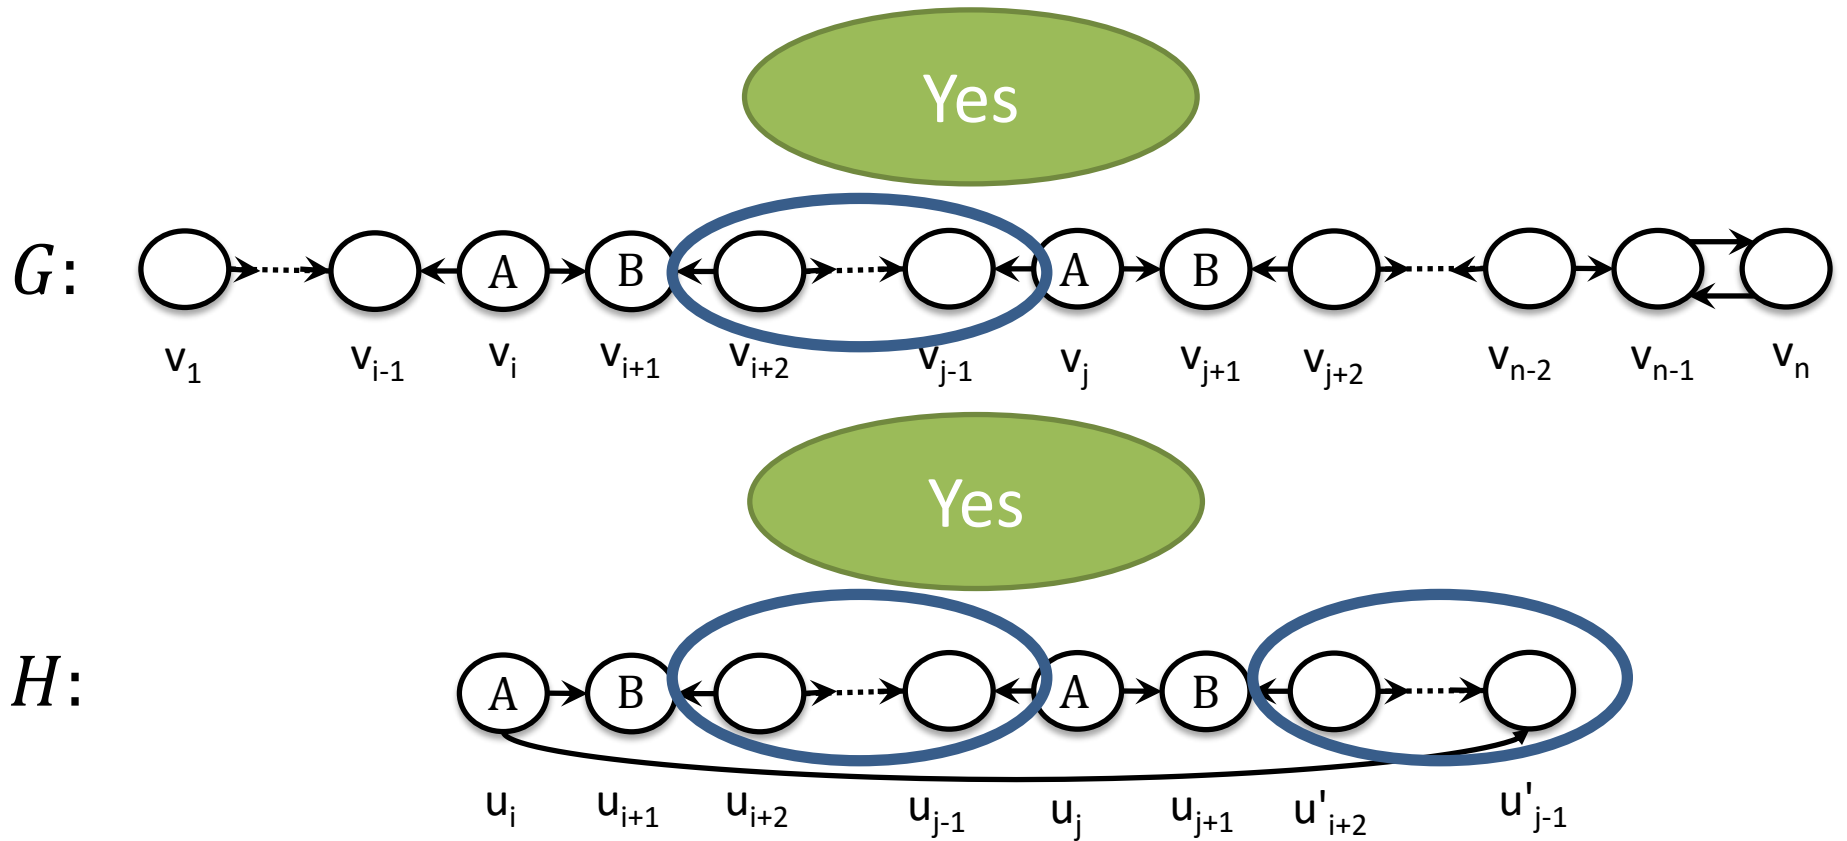 Yes
G: A B A B
v1 vi-1 vi vi+1 vi+2 vj-1 vj vj+1 vj+2 vn-2 vn-1 vn
Yes
H: A B A B
ui ui+1 ui+2 uj-1 uj uj+1 u'i+2 u'j-1